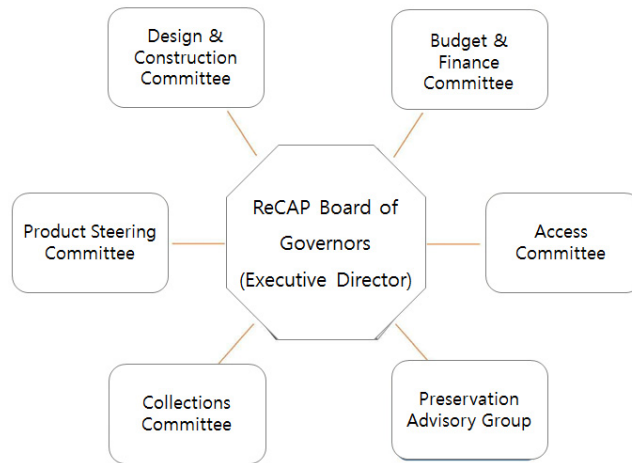 Design &
Construction
Committee
Budget &
Finance
Committee
ReCAP Board of
Governors
(Executive Director)
Product Steering
Committee
Access
Committee
Collections
Committee
Preservation
Advisory Group